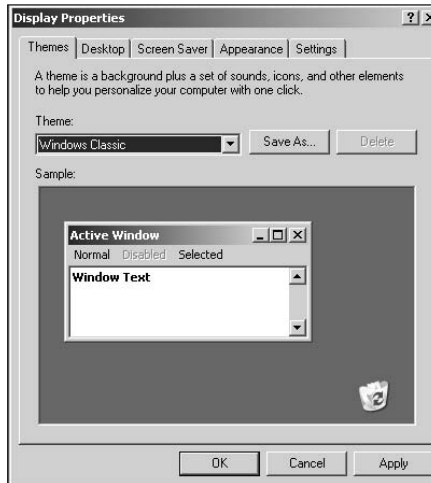 Display Properties
Themes Desktop Screen Saver Appearance Settings
A theme is a background plus a set of sounds, icons, and other elements
to help you personalize your computer with one click.
Theme:
Windows Classic Save As... Delete
Sample:
Active Window
Normal Disabled Selected
Window Text
OK Cancel Apply